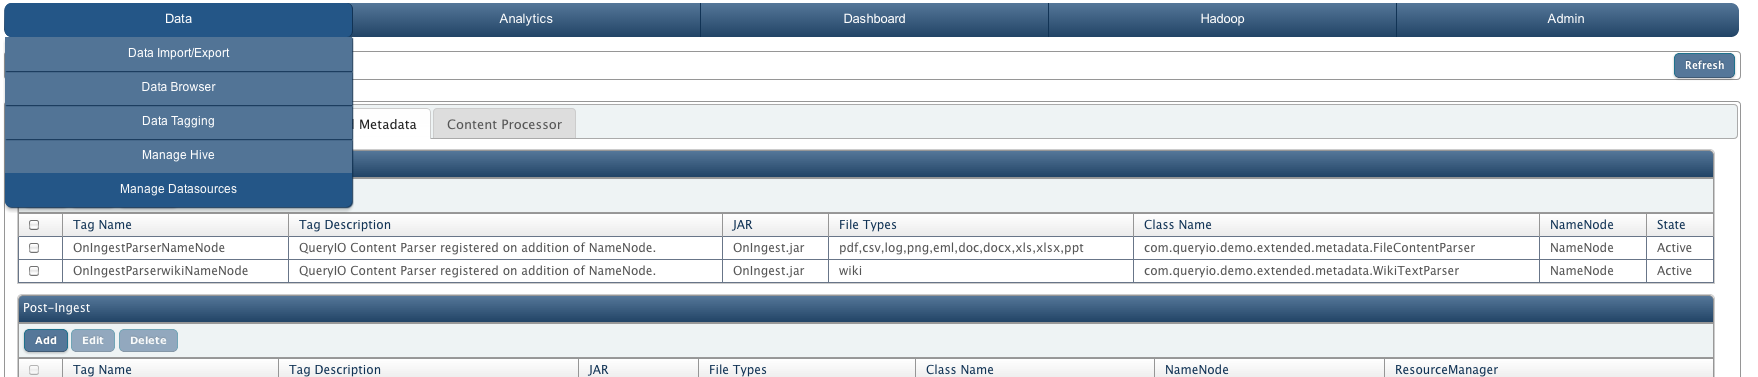 Data Analytics Dashboard Hadoop Admin
Data Import/Export
Refresh
Data Browser
Data Tagging
Metadata Content Processor
Manage Hive
Manage Datasources
Tag Name Tag Description JAR File Types Class Name NameNode State
OnIngestParserNameNode QueryIO Content Parser registered on addition of NameNode. OnIngest.jar pdf,csv,log,png,eml,doc,docx,xls,xlsx,ppt com.queryio.demo.extended.metadata.FileContentParser NameNode Active
OnIngestParserwikiNameNode QueryIO Content Parser registered on addition of NameNode. OnIngest.jar wiki com.queryio.demo.extended.metadata.WikiTextParser NameNode Active
Post-Ingest
Add Edit Delete
Tag Name Tag Description JAR File Types Class Name NameNode ResourceManager